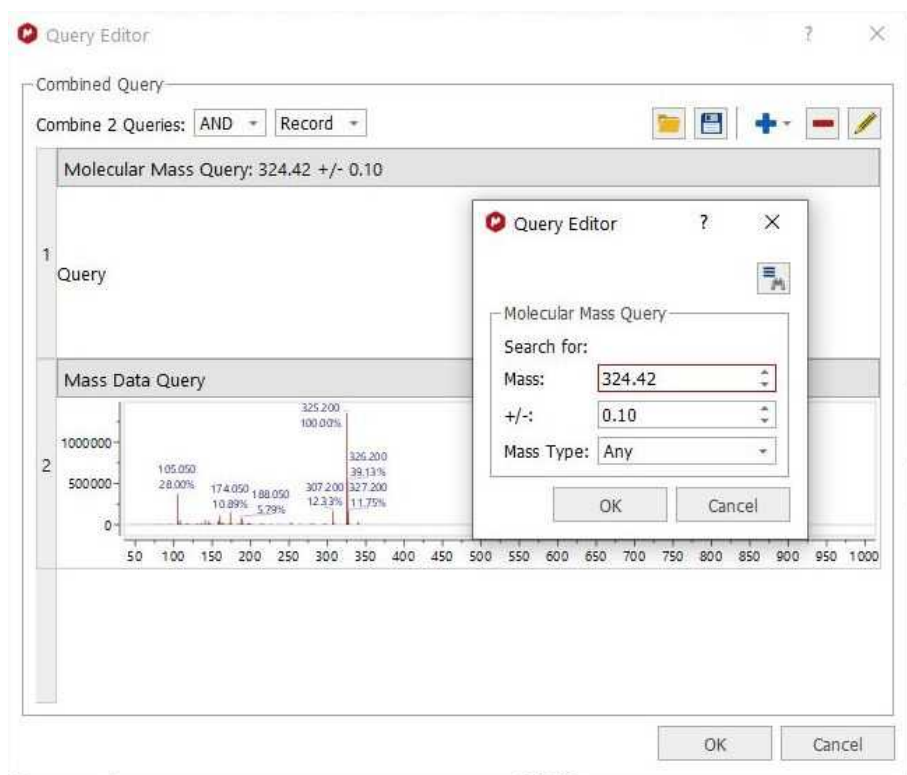 Query Editor
Combined Query
Combine 2 Queries: AND Record
Molecular Mass Query: 324.42 +/- 0.10
1
Query
Mass Data Query
2
1000000
500000
0
105.050
28.00%
174.050
10.89%
188.050
5.79%
307.200
12.33%
325.200
100.00%
326.200
39.13%
327.200
11.75%
50 100 150 200 250 300 350 400 450 500 550 600 650 700 750 800 850 900 950 1000
Query Editor ?
Molecular Mass Query
Search for:
Mass: 324.42
+/-: 0.10
Mass Type: Any
OK Cancel
OK Cancel